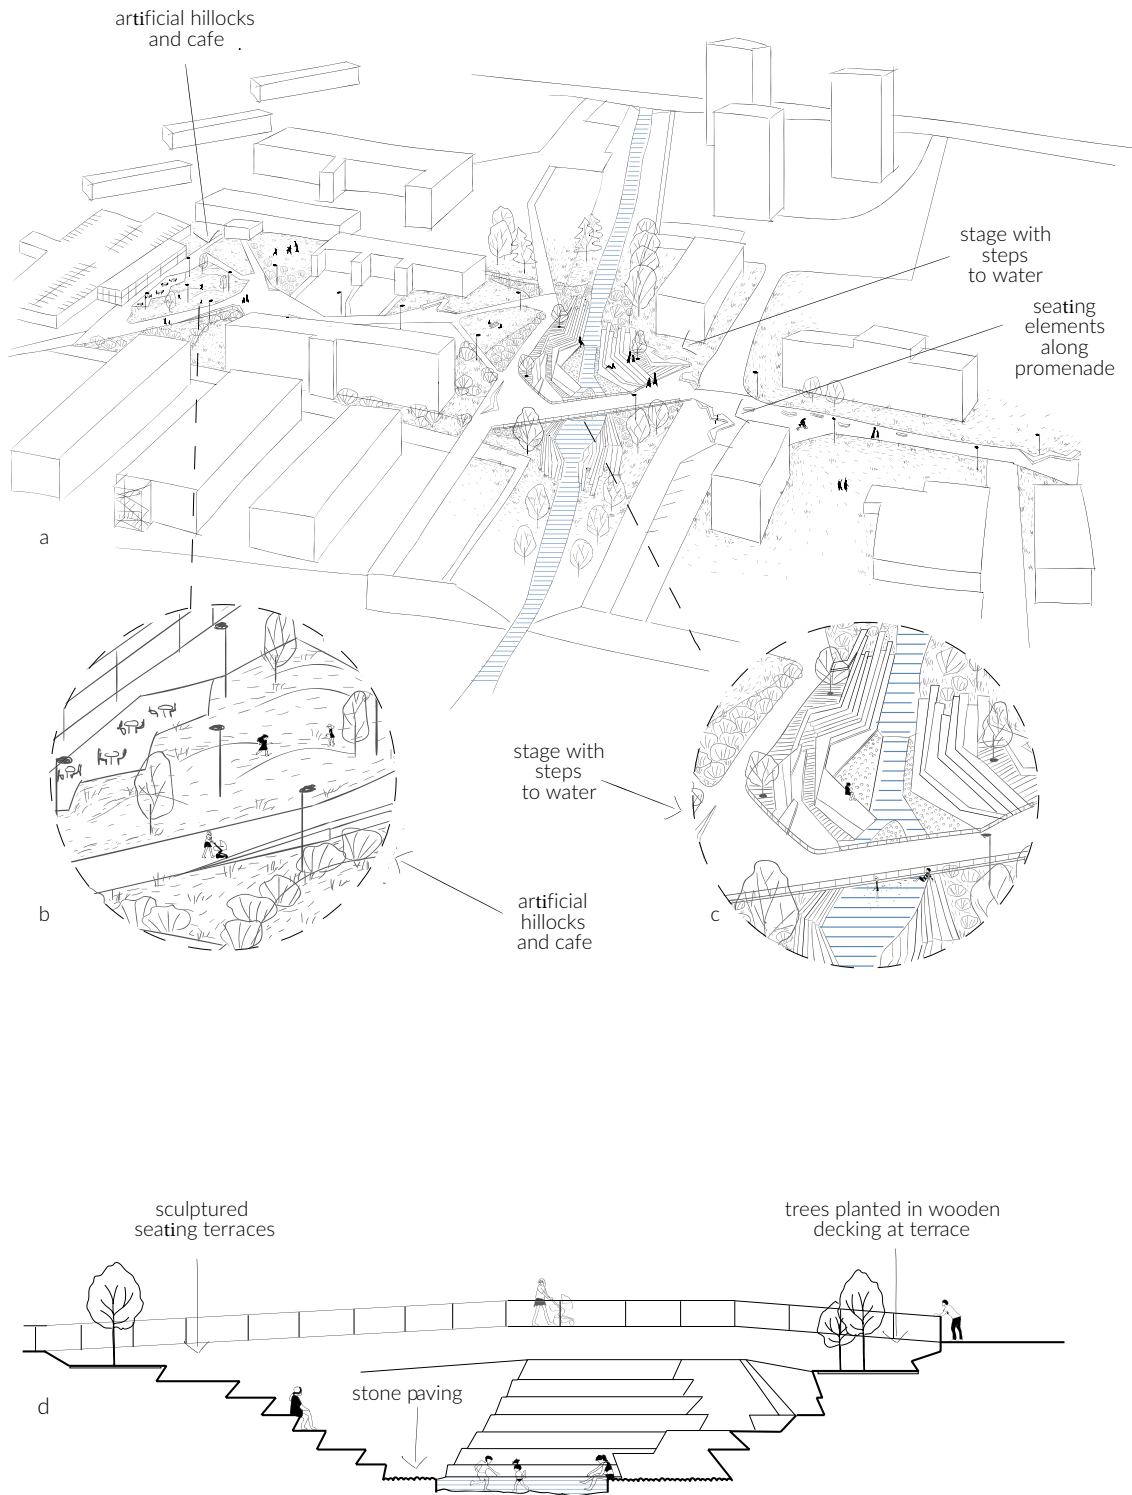 artificial hillocks
and cafe .
stage with
steps
to water
seating
elements
along
promenade
a
stage with
steps
to water
b
artificial
hillocks
and cafe
c
sculptured
seating terraces
trees planted in wooden
decking at terrace
stone paving
d